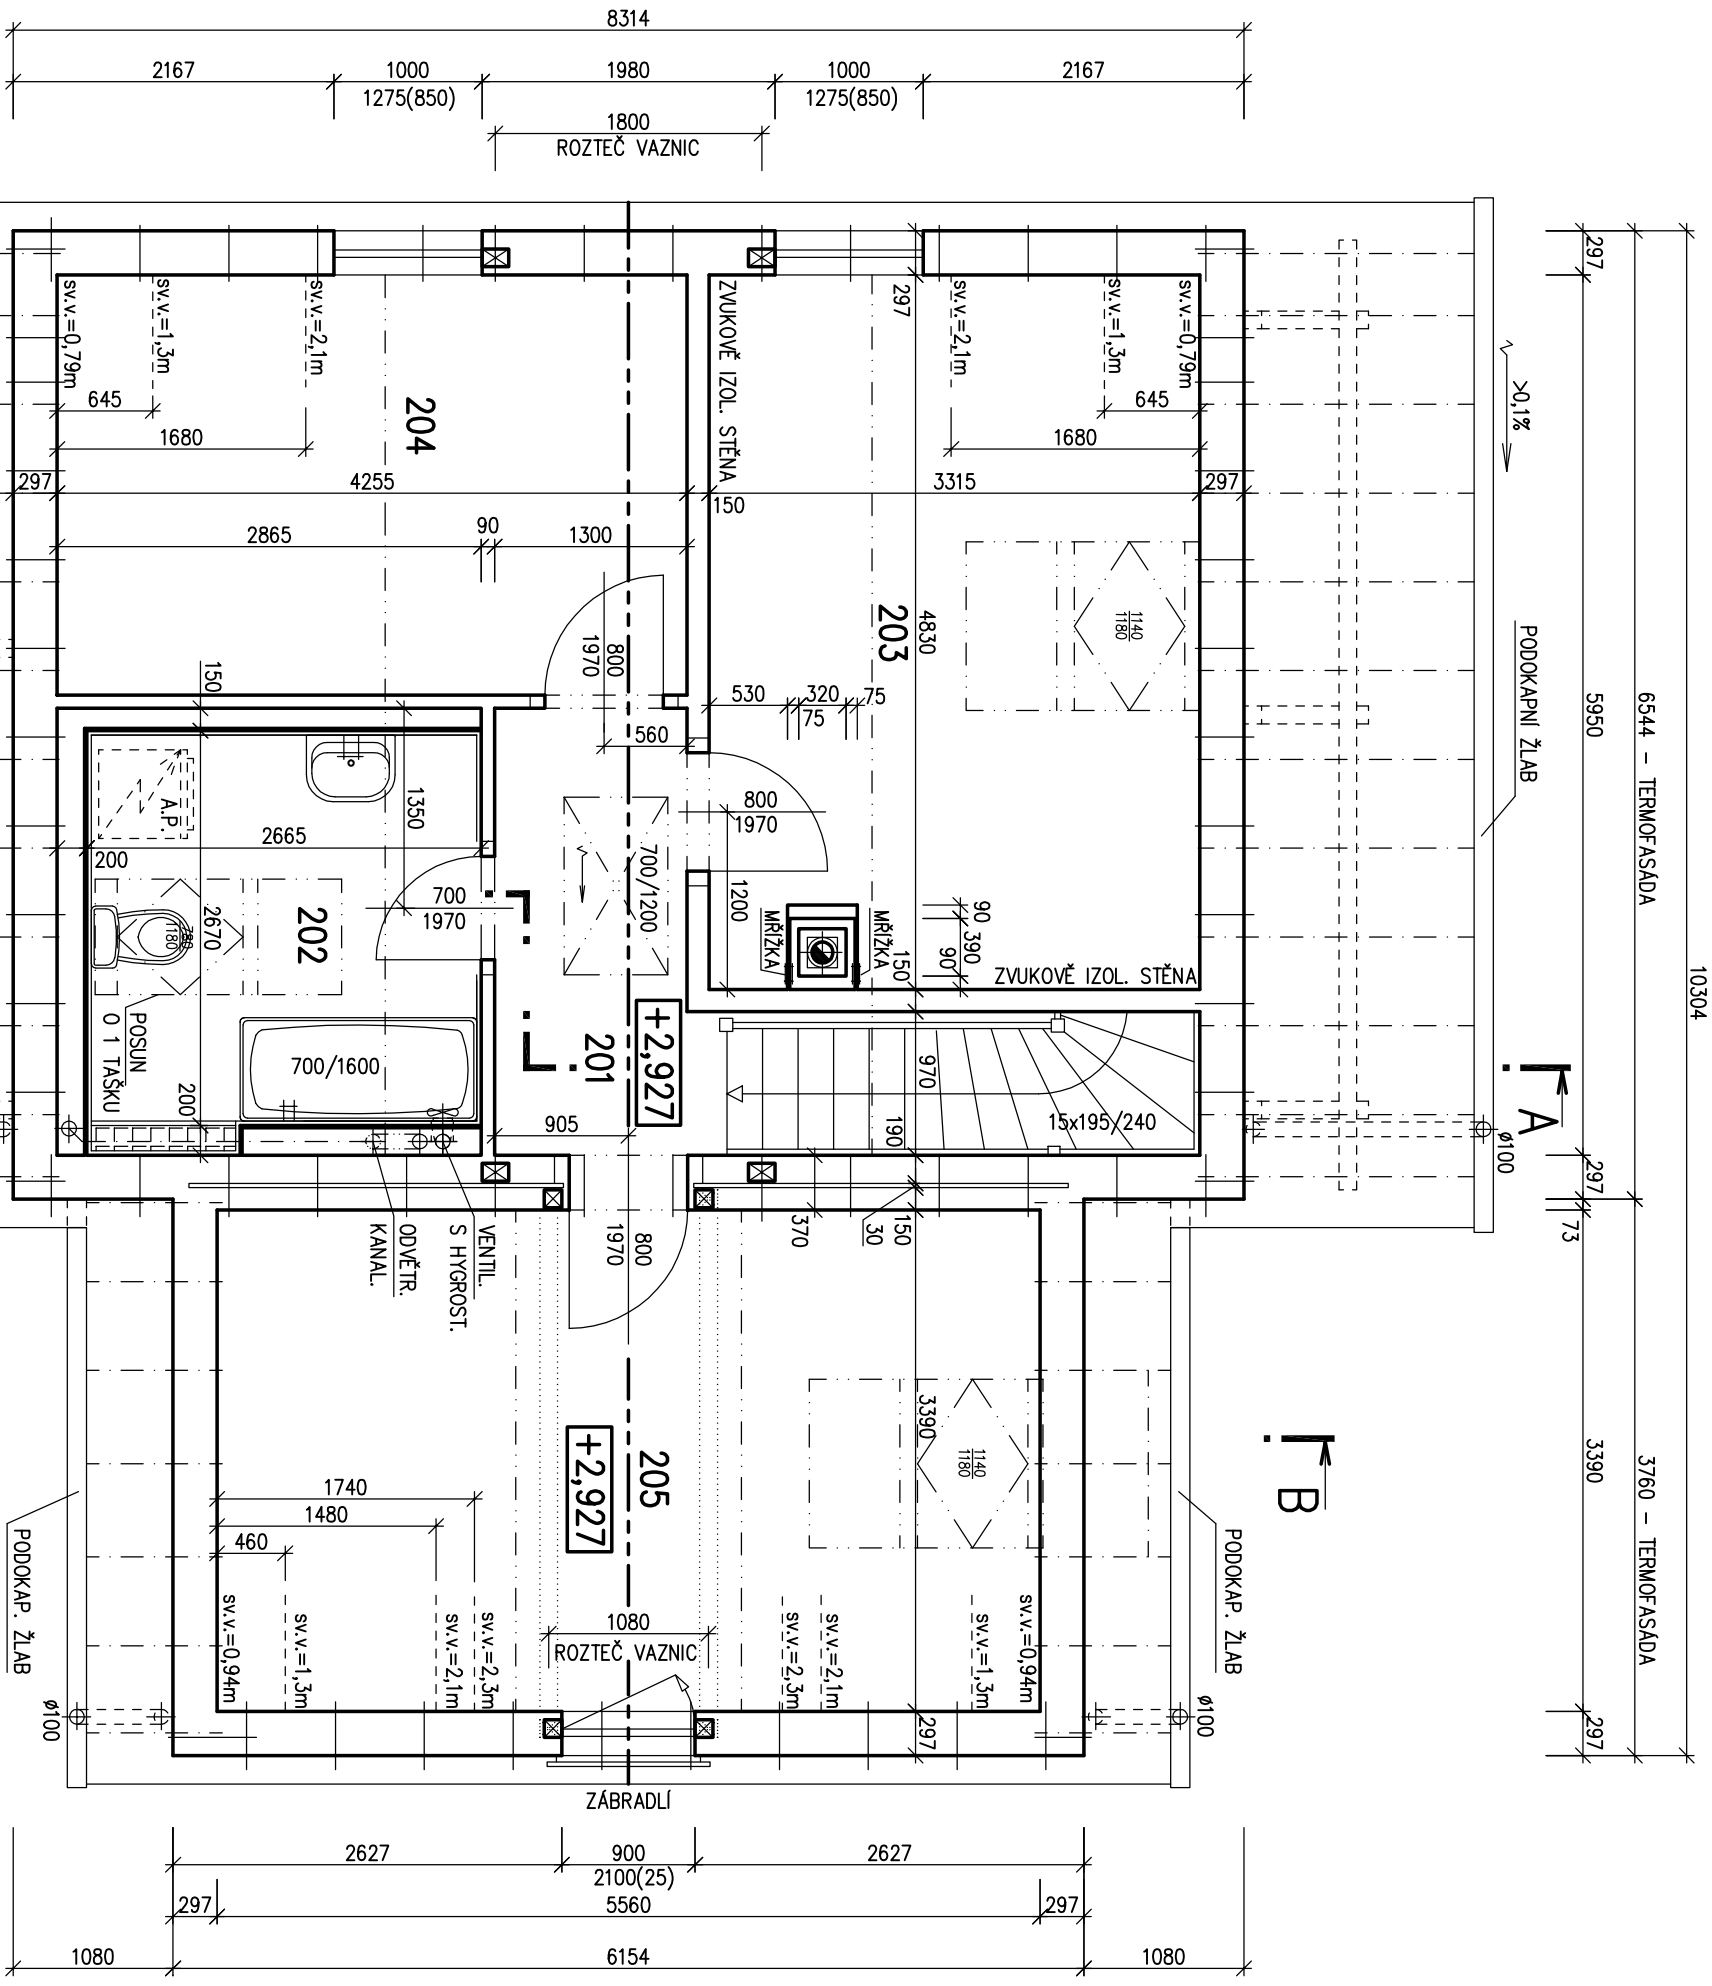 8314
2167
1000
1275(850)
1980
1000
1275(850)
2167
1800
ROZTEČ VAZNIC
297
5950
297
73
3390
297
6544 – TERMOFASÁDA
3760 – TERMOFASÁDA
10304
>0,1%
PODOKAPNÍ ŽLAB
sv.v.=0,79m
sv.v.=1,3m
sv.v.=2,1m
645
1680
204
ZVUKOVĚ IZOL. STĚNA
297
sv.v.=2,1m
sv.v.=1,3m
sv.v.=0,79m
645
1680
297
4255
150
3315
297
2865
90
1300
203
4830
1140
1180
800
1970
150
530
320
75
75
560
1350
A.P.
2665
200
700
1970
202
2670
780
1180
700/1200
800
1970
1200
MŘÍŽKA
MŘÍŽKA
90
390
90
150
ZVUKOVĚ IZOL. STĚNA
POSUN
O 1 TAŠKU
200
700/1600
201
+2,927
970
190
15x195/240
905
A
ø100
VENTIL.
S HYGROST.
ODVĚTR.
KANAL.
800
1970
370
30
150
3390
1140
1180
205
+2,927
B
1740
1480
460
sv.v.=0,94m
sv.v.=1,3m
sv.v.=2,1m
sv.v.=2,3m
1080
ROZTEČ VAZNIC
sv.v.=2,3m
sv.v.=2,1m
sv.v.=1,3m
sv.v.=0,94m
297
PODOKAP. ŽLAB
PODOKAP. ŽLAB
ø100
ø100
ZÁBRADLÍ
2627
900
2100(25)
2627
297
5560
297
1080
6154
1080